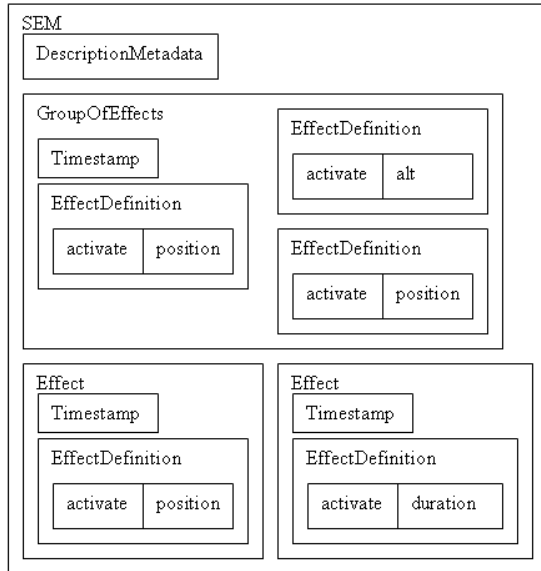 SEM
DescriptionMetadata
GroupOfEffects
Timestamp
EffectDefinition
activate position
EffectDefinition
activate alt
EffectDefinition
activate position
Effect
Timestamp
EffectDefinition
activate position
Effect
Timestamp
EffectDefinition
activate duration